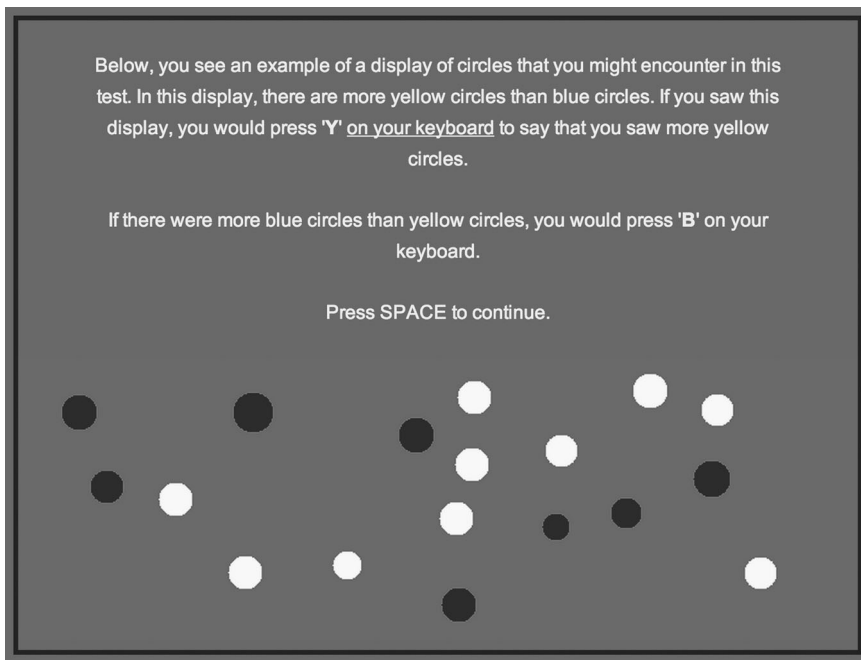 Below, you see an example of a display of circles that you might encounter in this
test. In this display, there are more yellow circles than blue circles. If you saw this
display, you would press 'Y' on your keyboard to say that you saw more yellow
circles.
If there were more blue circles than yellow circles, you would press 'B' on your
keyboard.
Press SPACE to continue.